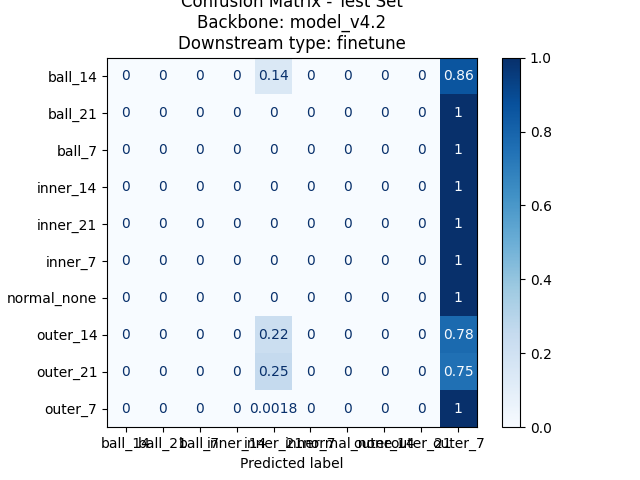 Confusion Matrix - Test Set
Backbone: model_v4.2
Downstream type: finetune
ball_14 0 0 0 0 0.14 0 0 0 0 0.86
ball_21 0 0 0 0 0 0 0 0 0 1
ball_7 0 0 0 0 0 0 0 0 0 1
inner_14 0 0 0 0 0 0 0 0 0 1
inner_21 0 0 0 0 0 0 0 0 0 1
inner_7 0 0 0 0 0 0 0 0 0 1
normal_none 0 0 0 0 0 0 0 0 0 1
outer_14 0 0 0 0 0.22 0 0 0 0 0.78
outer_21 0 0 0 0 0.25 0 0 0 0 0.75
outer_7 0 0 0 0 0.0018 0 0 0 0 1
ball_14 ball_21 ball_7 inner_14 inner_21 inner_7 normal_none outer_14 outer_21 outer_7
Predicted label
1.0
0.8
0.6
0.4
0.2
0.0